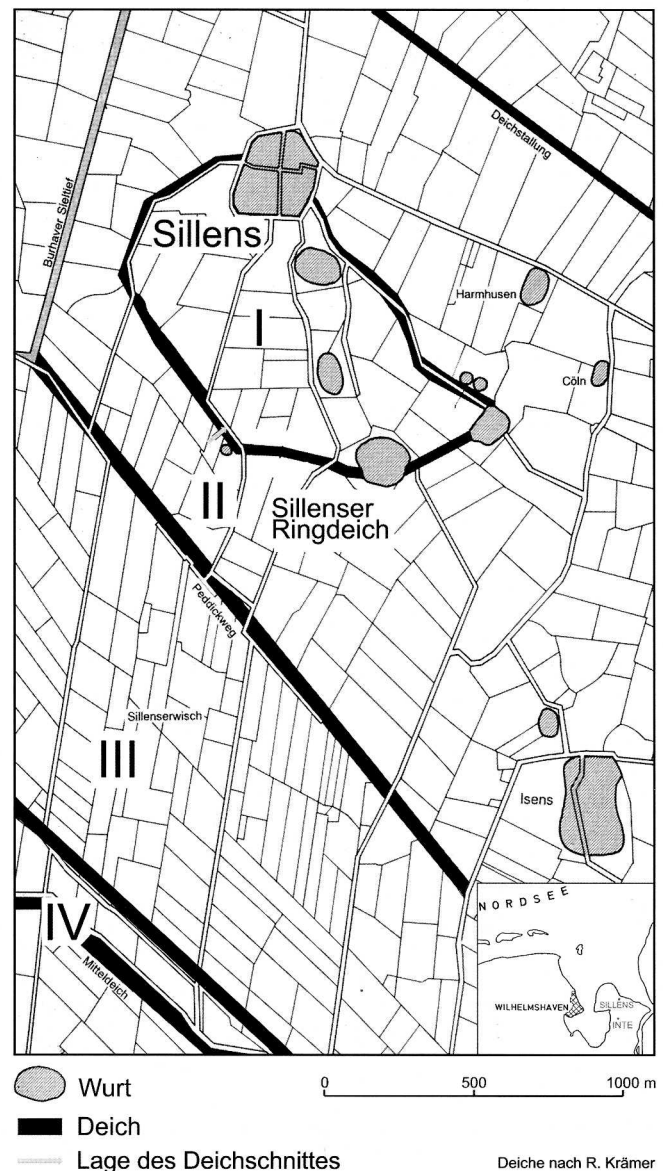 Deichstallung
Burhaver Sieltief
Sillens
Harmhusen
I
Cöln
II
Sillenser
Ringdeich
Peddickweg
Sillenserwisch
III
Isens
IV
Mitteldeich
NORDSEE
WILHELMSHAVEN
SILLENS
INTE
Wurt
0 500 1000 m
Deich
Lage des Deichschnittes
Deiche nach R. Krämer